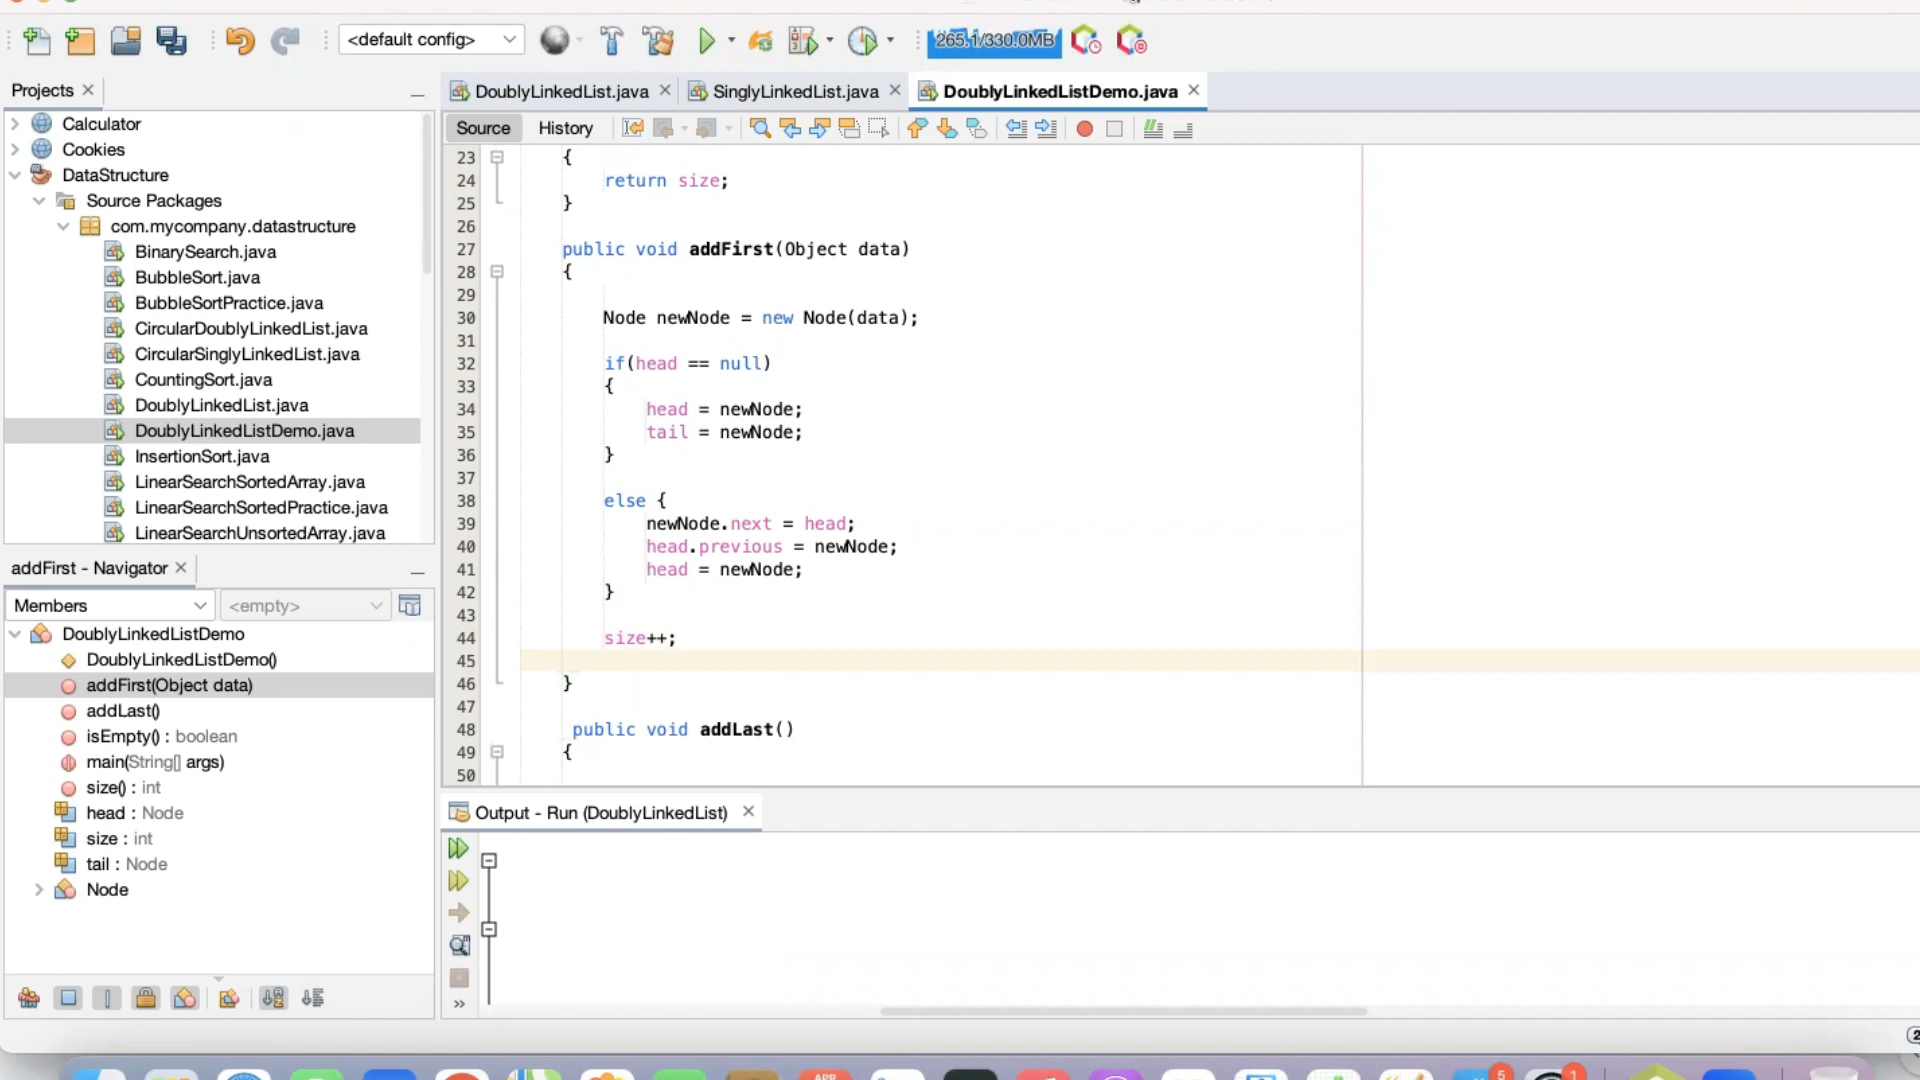 <default config>
265.1/330.0MB
Projects
DoublyLinkedList.java
SinglyLinkedList.java
DoublyLinkedListDemo.java
Source
History
Calculator
Cookies
DataStructure
Source Packages
com.mycompany.datastructure
BinarySearch.java
BubbleSort.java
BubbleSortPractice.java
CircularDoublyLinkedList.java
CircularSinglyLinkedList.java
CountingSort.java
DoublyLinkedList.java
DoublyLinkedListDemo.java
InsertionSort.java
LinearSearchSortedArray.java
LinearSearchSortedPractice.java
LinearSearchUnsortedArray.java
23 {
24 return size;
25 }
26
27 public void addFirst(Object data)
28 {
29
30 Node newNode = new Node(data);
31
32 if(head == null)
33 {
34 head = newNode;
35 tail = newNode;
36 }
37
38 else {
39 newNode.next = head;
40 head.previous = newNode;
41 head = newNode;
42 }
43
44 size++;
45
46 }
47
48 public void addLast()
49 {
50
addFirst - Navigator
Members
<empty>
DoublyLinkedListDemo
DoublyLinkedListDemo()
addFirst(Object data)
addLast()
isEmpty() : boolean
main(String[] args)
size() : int
head : Node
size : int
tail : Node
Node
Output - Run (DoublyLinkedList)
APR
5
1